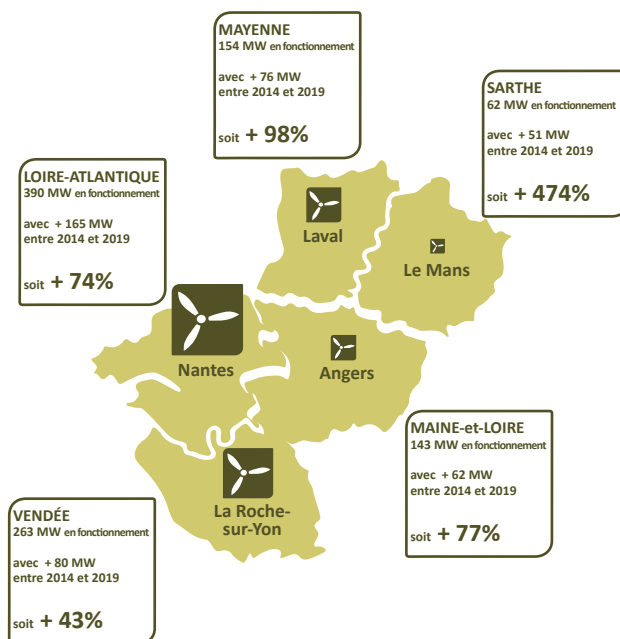 MAYENNE
154 MW en fonctionnement
avec + 76 MW
entre 2014 et 2019
soit + 98%
SARTHE
62 MW en fonctionnement
avec + 51 MW
entre 2014 et 2019
soit + 474%
LOIRE-ATLANTIQUE
390 MW en fonctionnement
avec + 165 MW
entre 2014 et 2019
soit + 74%
Laval
Le Mans
Nantes
Angers
MAINE-et-LOIRE
143 MW en fonctionnement
avec + 62 MW
entre 2014 et 2019
soit + 77%
La Roche-
sur-Yon
VENDÉE
263 MW en fonctionnement
avec + 80 MW
entre 2014 et 2019
soit + 43%